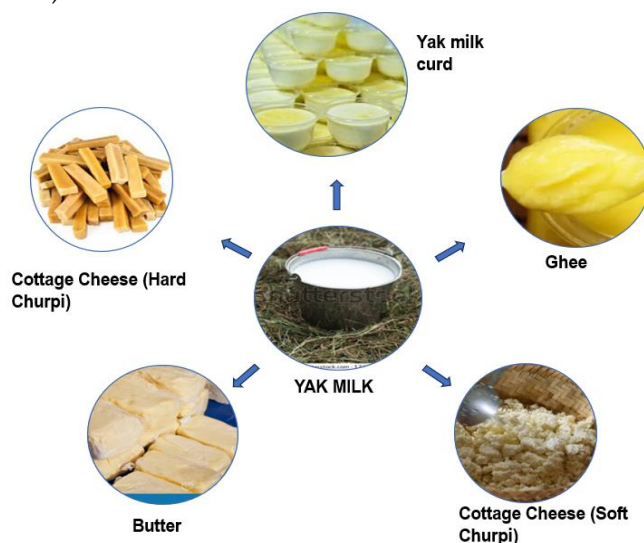 Yak milk
curd
Cottage Cheese (Hard
Churpi)
Ghee
YAK MILK
Butter
Cottage Cheese (Soft
Churpi)